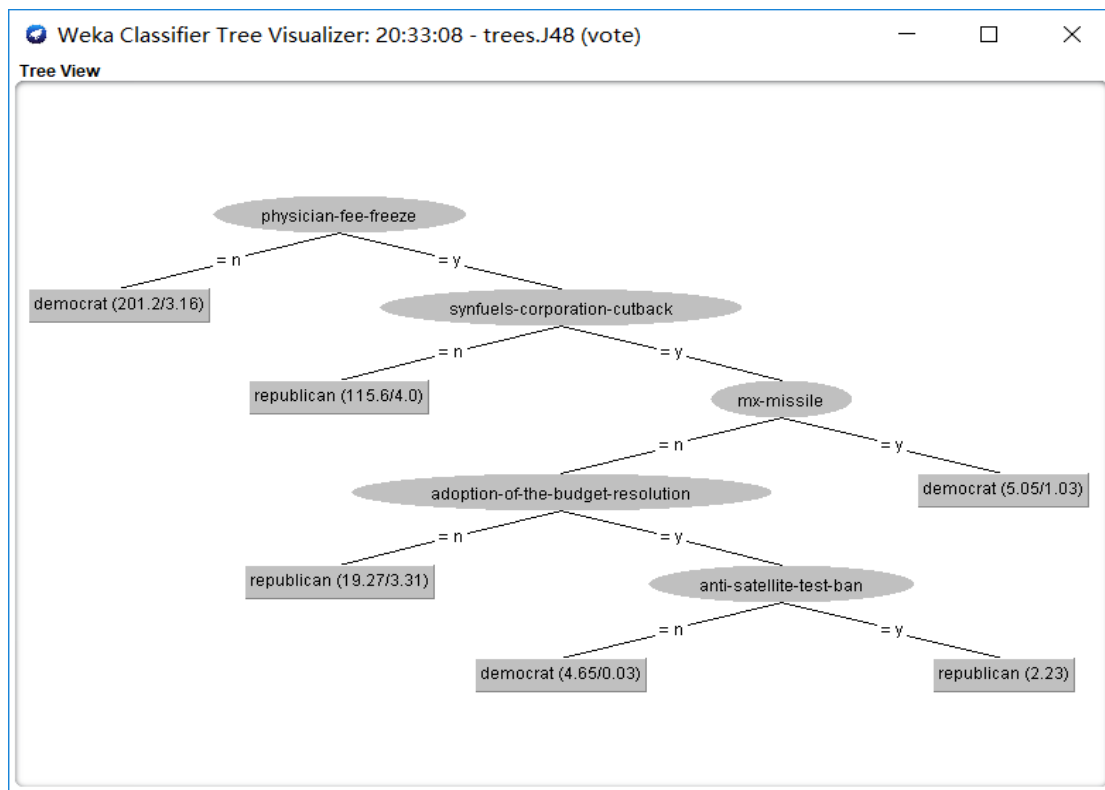 Weka Classifier Tree Visualizer: 20:33:08 - trees.J48 (vote)
Tree View
physician-fee-freeze
= n
= y
democrat (201.2/3.16)
synfuels-corporation-cutback
= n
= y
republican (115.6/4.0)
mx-missile
= n
= y
adoption-of-the-budget-resolution
democrat (5.05/1.03)
= n
= y
republican (19.27/3.31)
anti-satellite-test-ban
= n
= y
democrat (4.65/0.03)
republican (2.23)